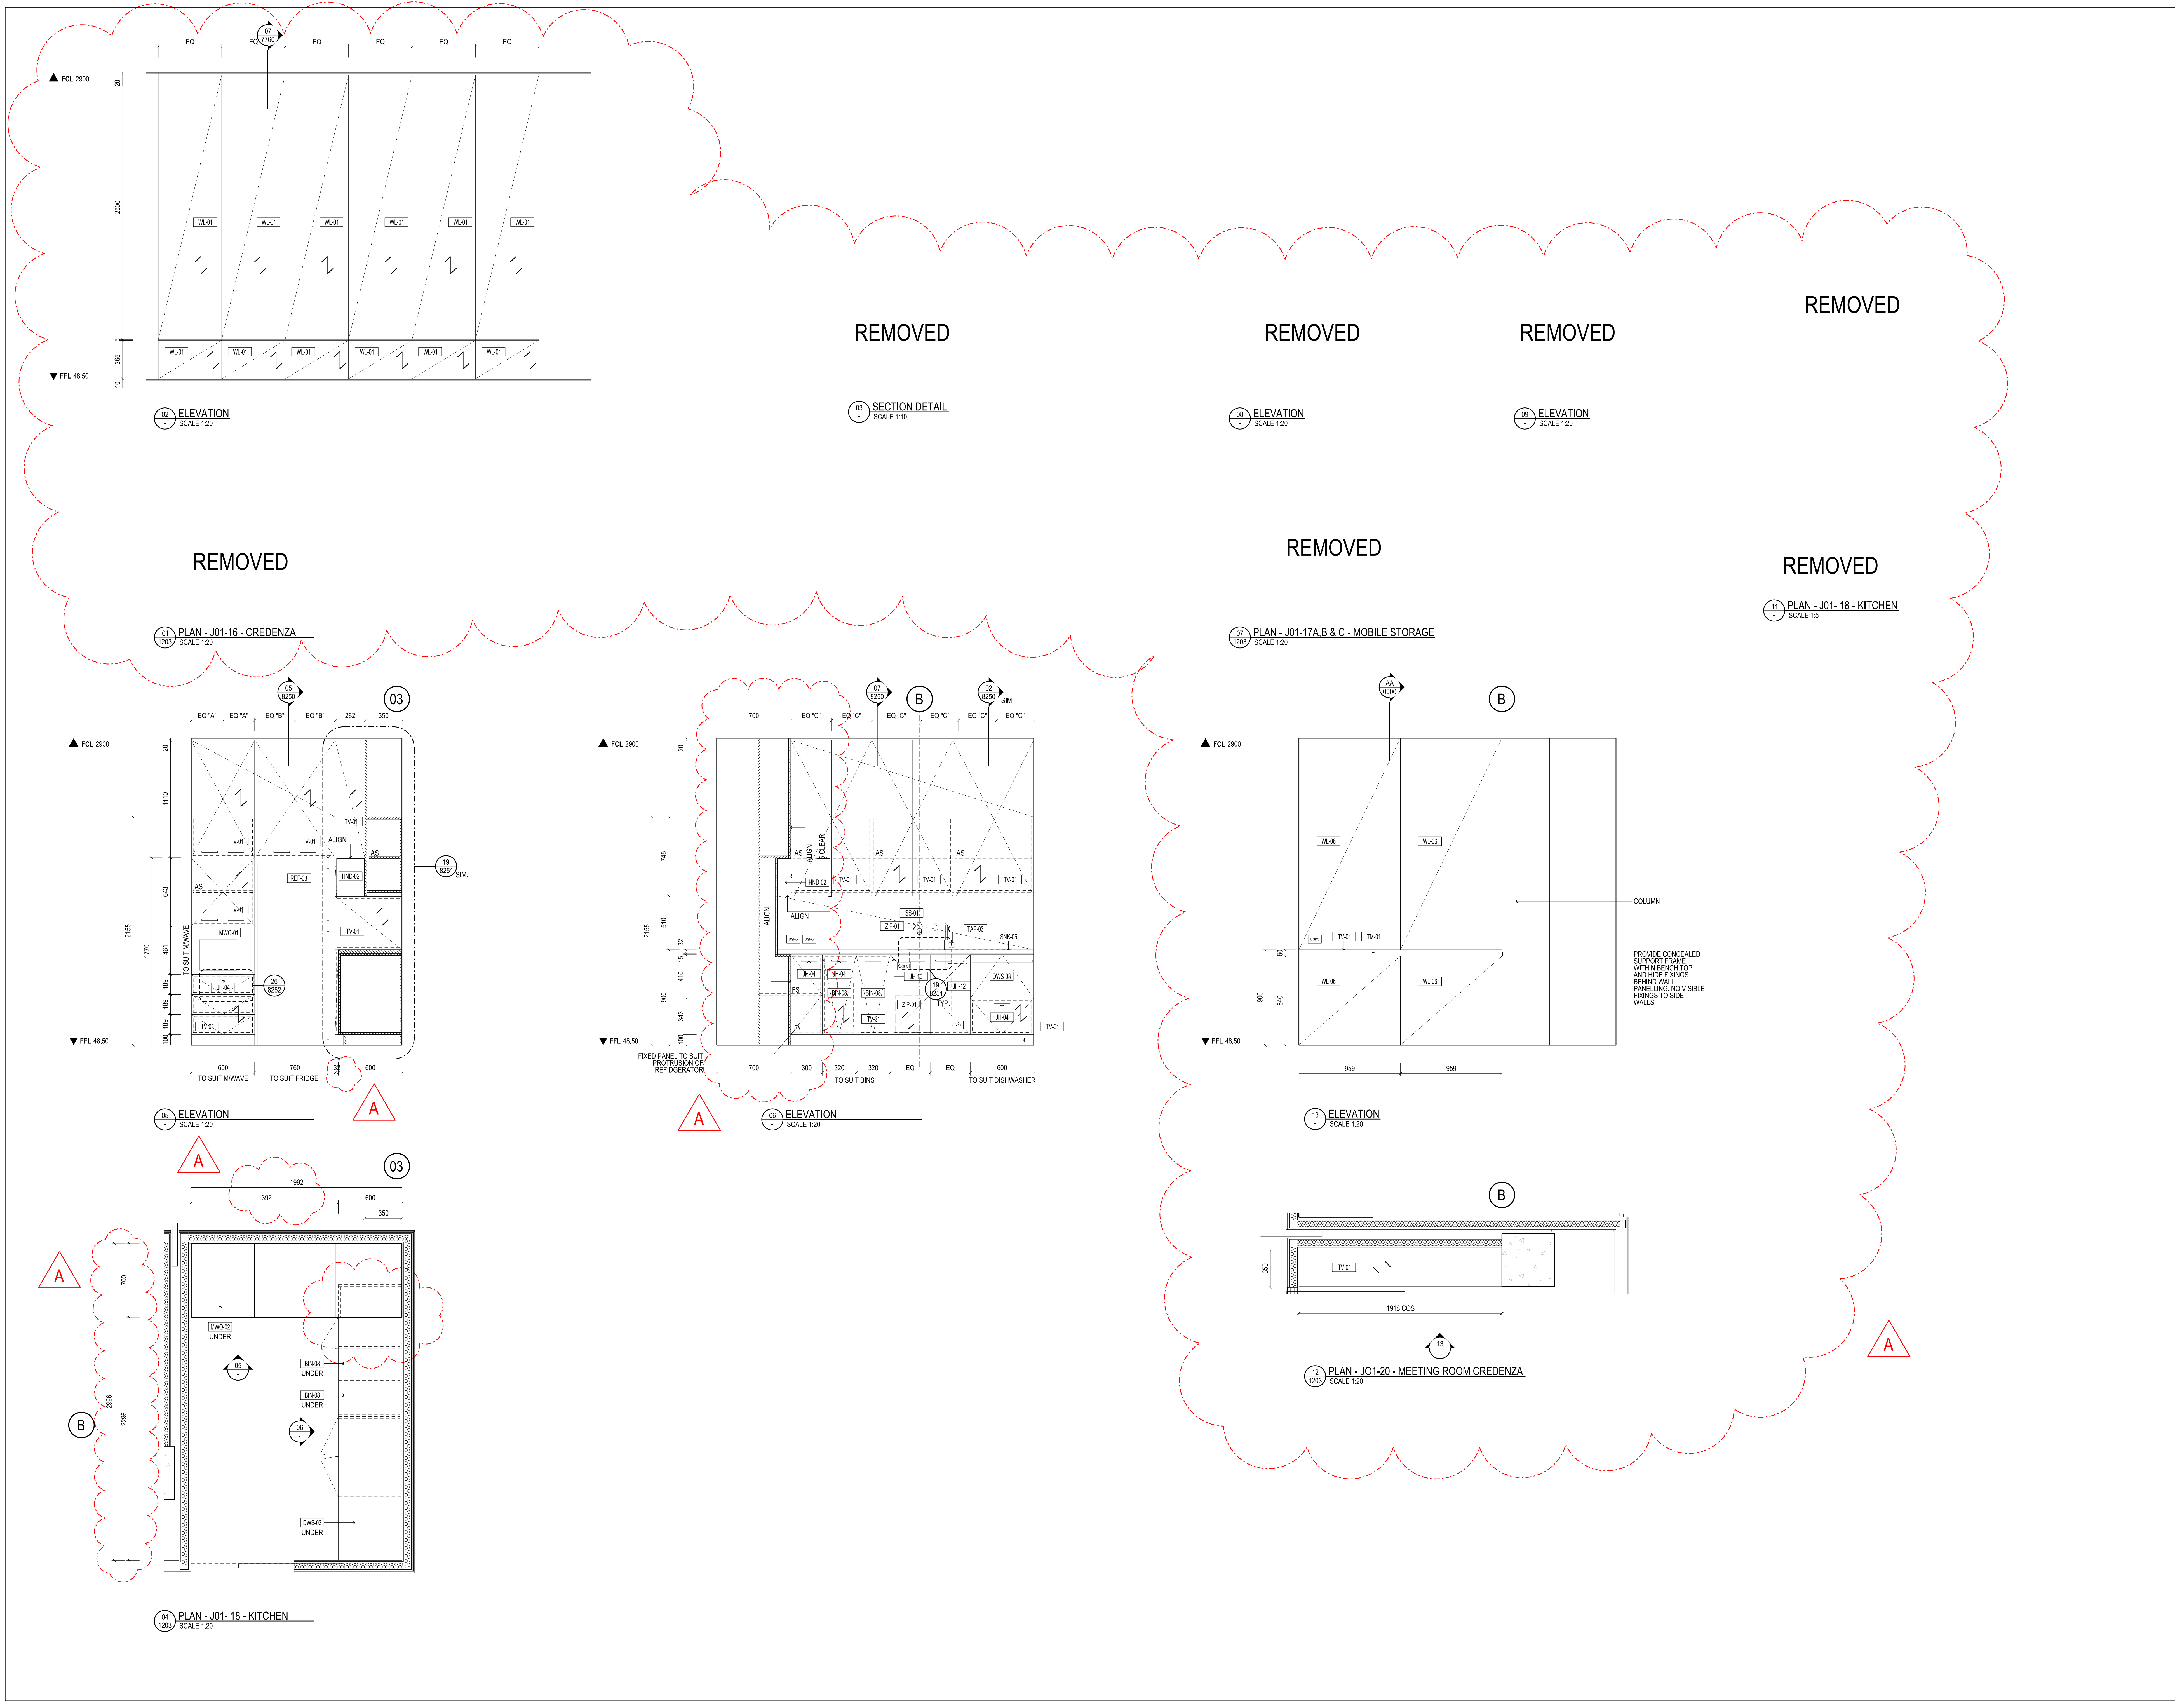 07
7760
EQ EQ EQ EQ EQ EQ
FCL 2900
20
2500
5
365
10
WL-01 WL-01 WL-01 WL-01 WL-01 WL-01
WL-01 WL-01 WL-01 WL-01 WL-01 WL-01
FFL 48.50
02 ELEVATION
- SCALE 1:20
REMOVED
03 SECTION DETAIL
- SCALE 1:10
REMOVED
08 ELEVATION
- SCALE 1:20
REMOVED
09 ELEVATION
- SCALE 1:20
REMOVED
REMOVED
01 PLAN - J01-16 - CREDENZA
1203 SCALE 1:20
REMOVED
07 PLAN - J01-17A,B & C - MOBILE STORAGE
1203 SCALE 1:20
REMOVED
11 PLAN - J01- 18 - KITCHEN
- SCALE 1:5
05
8250
03
EQ "A" EQ "A" EQ "B" EQ "B" 282 350
FCL 2900
20
1110
643
461
189
189
189
100
2155
1770
TO SUIT M/WAVE
TV-01
TV-01 TV-01 ALIGN
AS
REF-03 HND-02
AS
TV-01
TV-01
MWO-01
JH-04
TV-01
19
8251 SIM.
26
8252
FFL 48.50
600 760 32 600
TO SUIT M/WAVE TO SUIT FRIDGE
A
05 ELEVATION
- SCALE 1:20
07
8250
B
02
8250 SIM.
700 EQ "C" EQ "C" EQ "C" EQ "C" EQ "C" EQ "C"
FCL 2900
20
745
510
32
15
410
343
100
2155
900
AS ALIGN 5 CLEAR AS AS
HND-02 TV-01 TV-01 TV-01
ALIGN
ALIGN
SS-01
ZIP-01 TAP-03
DGPO DGPO SNK-05
JH-04 JH-04 JH-10 DWS-03
FS BIN-08 BIN-08 JH-12
19
8251
TYP.
ZIP-01
TV-01 JH-04
TV-01
FFL 48.50
FIXED PANEL TO SUIT
PROTRUSION OF
REFIDGERATOR
700 300 320 320 EQ EQ 600
TO SUIT BINS TO SUIT DISHWASHER
A
06 ELEVATION
- SCALE 1:20
AA
0000
B
FCL 2900
WL-06 WL-06
COLUMN
DGPO TV-01 TM-01
60
900
840
WL-06 WL-06
PROVIDE CONCEALED
SUPPORT FRAME
WITHIN BENCH TOP
AND HIDE FIXINGS
BEHIND WALL
PANELLING. NO VISIBLE
FIXINGS TO SIDE
WALLS
FFL 48.50
959 959
13 ELEVATION
- SCALE 1:20
A
03
1992
1392 600
350
A
700
2996
2296
B
MWO-02
UNDER
05
-
BIN-08
UNDER
BIN-08
UNDER
06
-
DWS-03
UNDER
04 PLAN - J01- 18 - KITCHEN
1203 SCALE 1:20
B
350
TV-01
1918 COS
13
-
12 PLAN - JO1-20 - MEETING ROOM CREDENZA
1203 SCALE 1:20
A